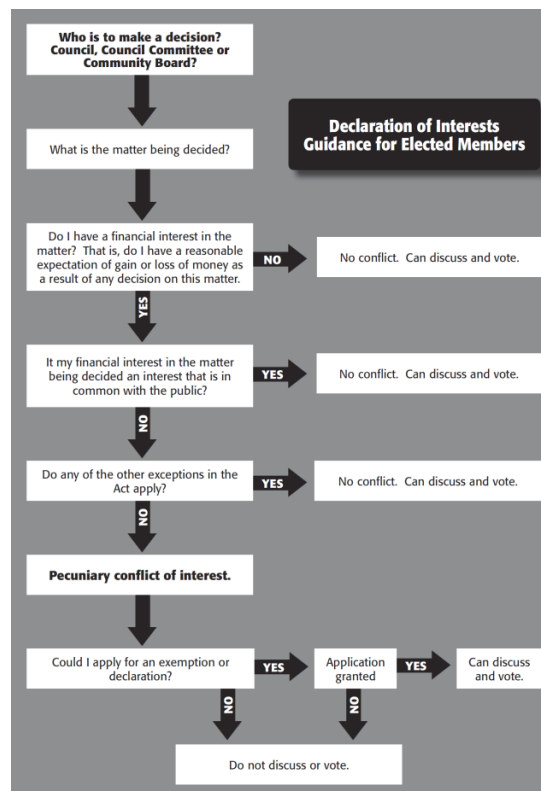 Who is to make a decision?
Council, Council Committee or
Community Board?
Declaration of Interests
Guidance for Elected Members
What is the matter being decided?
Do I have a financial interest in the
matter? That is, do I have a reasonable
expectation of gain or loss of money as
a result of any decision on this matter.
NO
No conflict. Can discuss and vote.
YES
It my financial interest in the matter
being decided an interest that is in
common with the public?
YES
No conflict. Can discuss and vote.
NO
Do any of the other exceptions in the
Act apply?
YES
No conflict. Can discuss and vote.
NO
Pecuniary conflict of interest.
Could I apply for an exemption or
declaration?
YES
Application
granted
YES
Can discuss
and vote.
NO
NO
Do not discuss or vote.